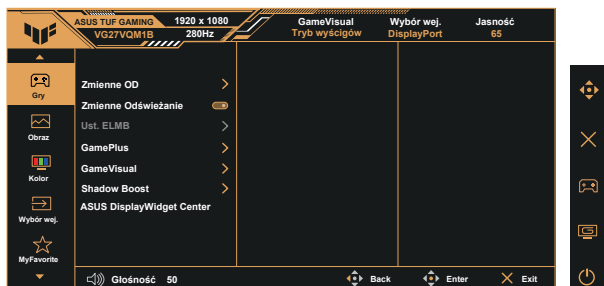 ASUS TUF GAMING 1920 x 1080 GameVisual Wybór wej. Jasność
VG27VQM1B 280Hz Tryb wyścigów DisplayPort 65
Gry
Obraz
Kolor
Wybór wej.
MyFavorite
Zmienne OD
Zmienne Odświeżanie
Ust. ELMB
GamePlus
GameVisual
Shadow Boost
ASUS DisplayWidget Center
Głośność 50 Back Enter Exit